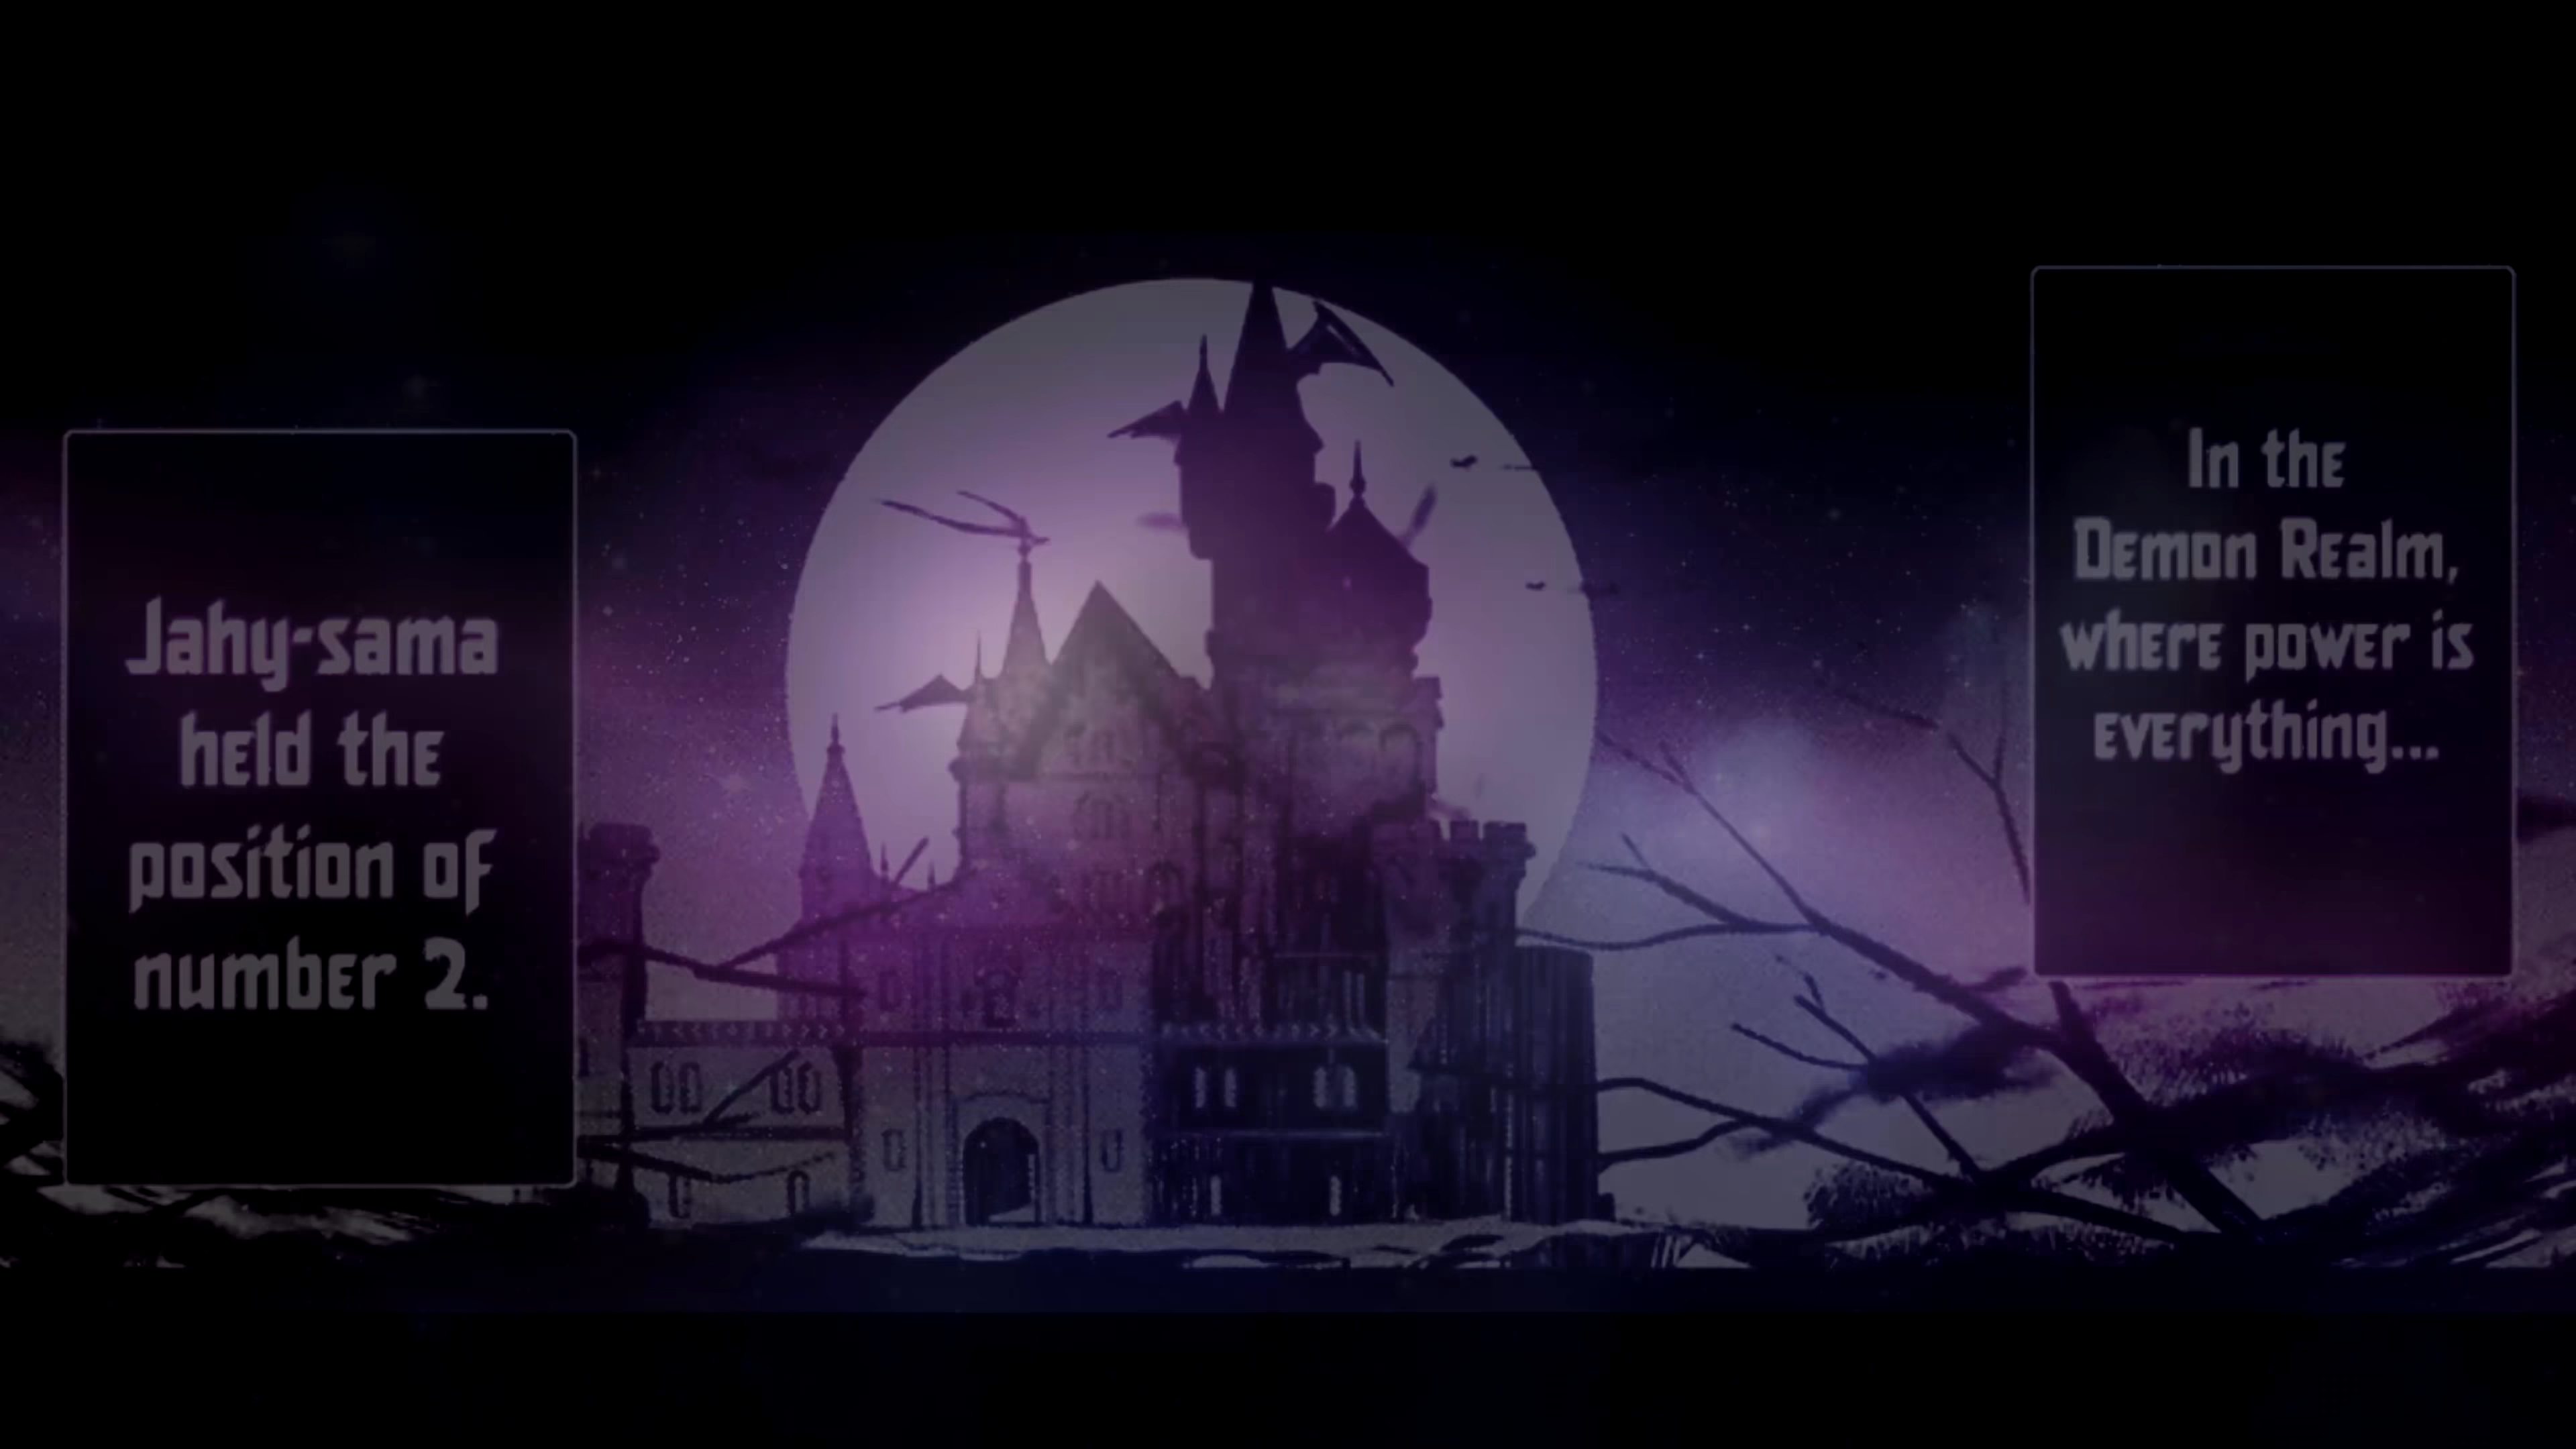 In the
Demon Realm,
where power is
everything...
Jahy-sama
held the
position of
number 2.